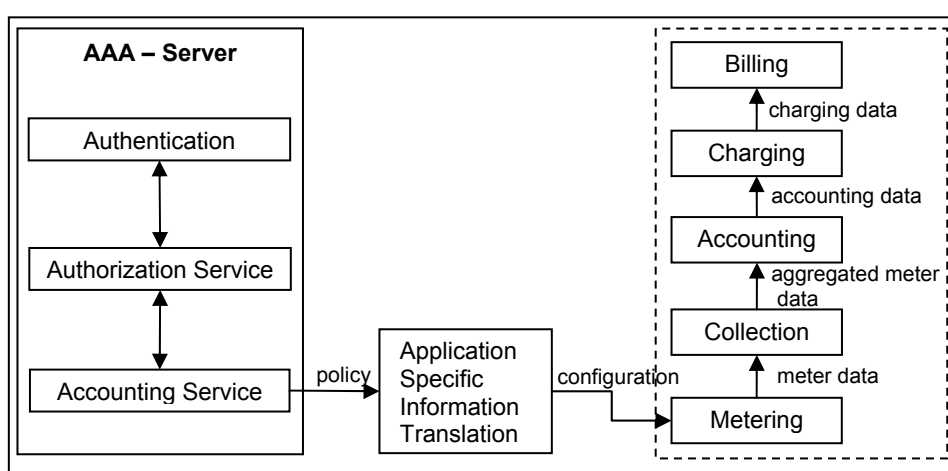 AAA – Server
Authentication
Authorization Service
Accounting Service
policy
Application
Specific
Information
Translation
configuration
Billing
charging data
Charging
accounting data
Accounting
aggregated meter
data
Collection
meter data
Metering